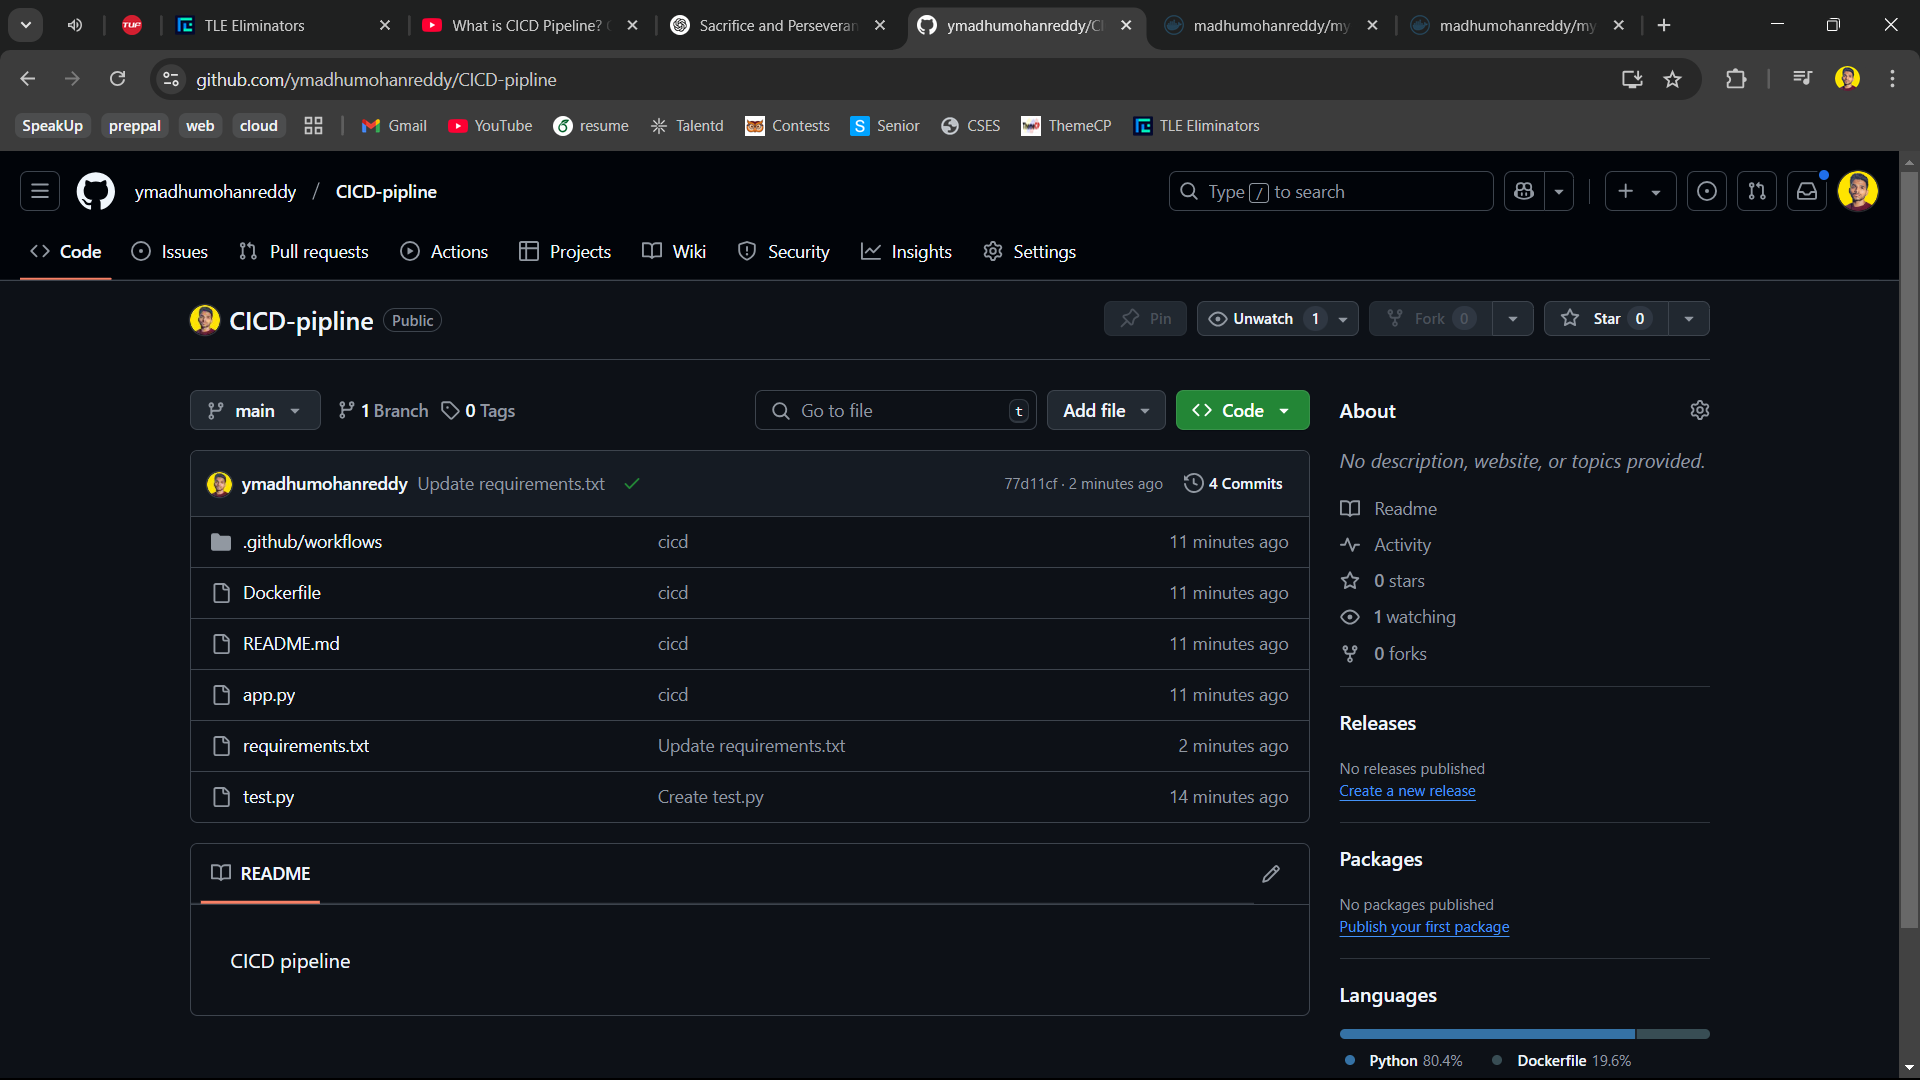 TUF
TLE Eliminators
What is CICD Pipeline?
Sacrifice and Perseveran
ymadhumohanreddy/CI
madhumohanreddy/my
madhumohanreddy/my
github.com/ymadhumohanreddy/CICD-pipline
SpeakUp
preppal
web
cloud
Gmail
YouTube
resume
Talentd
Contests
S Senior
CSES
ThemeCP
TLE Eliminators
ymadhumohanreddy / CICD-pipline
Type / to search
Code
Issues
Pull requests
Actions
Projects
Wiki
Security
Insights
Settings
CICD-pipline Public
Pin
Unwatch 1
Fork 0
Star 0
main
1 Branch
0 Tags
Go to file t
Add file
Code
About
No description, website, or topics provided.
ymadhumohanreddy Update requirements.txt
77d11cf · 2 minutes ago
4 Commits
.github/workflows cicd 11 minutes ago
Dockerfile cicd 11 minutes ago
README.md cicd 11 minutes ago
app.py cicd 11 minutes ago
requirements.txt Update requirements.txt 2 minutes ago
test.py Create test.py 14 minutes ago
README
CICD pipeline
Readme
Activity
0 stars
1 watching
0 forks
Releases
No releases published
Create a new release
Packages
No packages published
Publish your first package
Languages
Python 80.4%
Dockerfile 19.6%